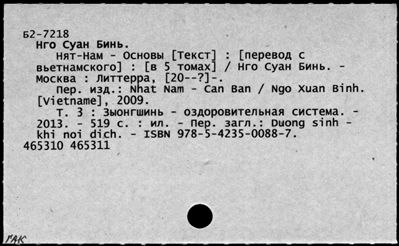 Б2-7218
Нго Суан Бинь.
Нят-Нам - Основы [Текст] : [перевод с
вьетнамского] : [в 5 томах] / Нго Суан Бинь. -
Москва : Литтерра, [20--?]-.
Пер. изд.: Nhat Nam - Can Ban / Ngo Xuan Binh.
[Vietname], 2009.
Т. 3 : Зыонгшинь - оздоровительная система. -
2013. - 519 с. : ил. - Пер. загл.: Duong sinh -
khi noi dich. - ISBN 978-5-4235-0088-7.
465310 465311
ГАК